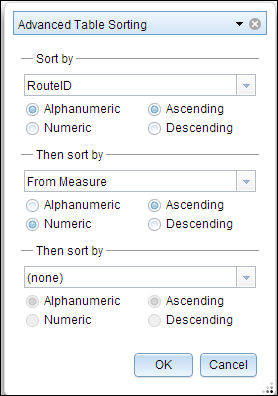 Advanced Table Sorting
Sort by
RouteID
Alphanumeric Ascending
Numeric Descending
Then sort by
From Measure
Alphanumeric Ascending
Numeric Descending
Then sort by
(none)
Alphanumeric Ascending
Numeric Descending
OK Cancel